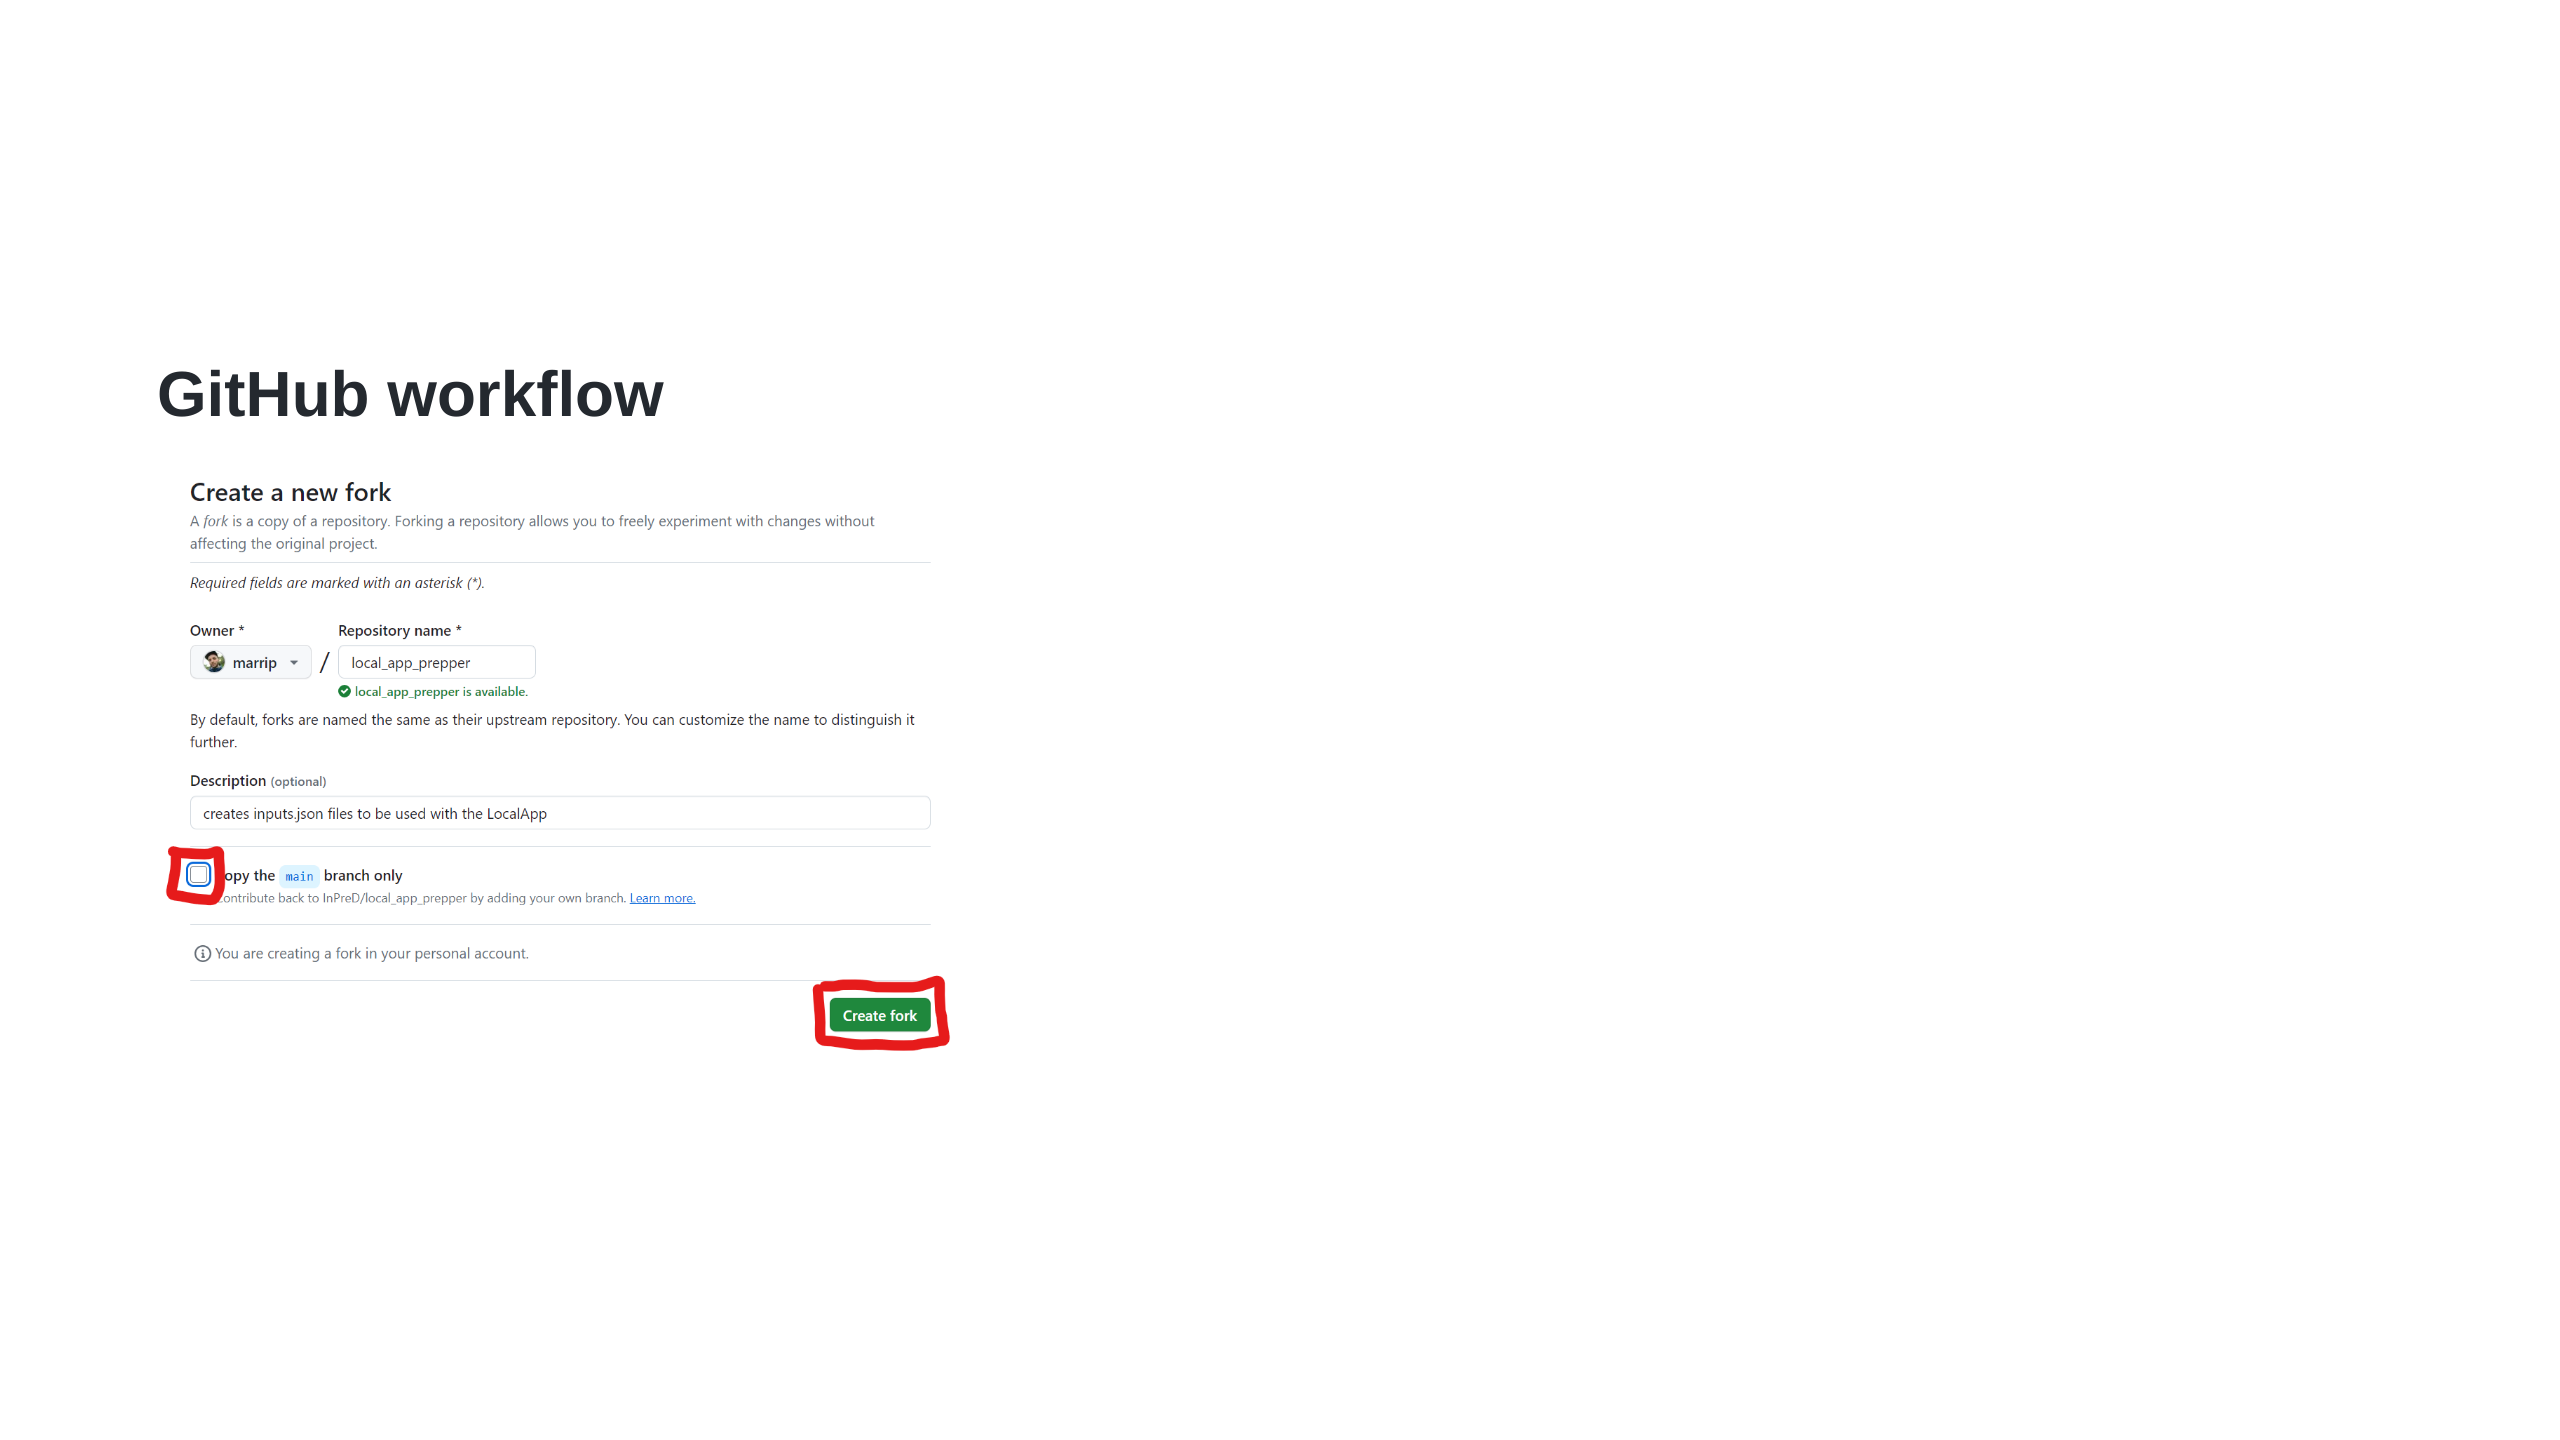 GitHub workflow
Create a new fork
A fork is a copy of a repository. Forking a repository allows you to freely experiment with changes without
affecting the original project.
Required fields are marked with an asterisk (*).
Owner * Repository name *
marrip / local_app_prepper
local_app_prepper is available.
By default, forks are named the same as their upstream repository. You can customize the name to distinguish it
further.
Description (optional)
creates inputs.json files to be used with the LocalApp
opy the main branch only
ontribute back to InPreD/local_app_prepper by adding your own branch. Learn more.
You are creating a fork in your personal account.
Create fork